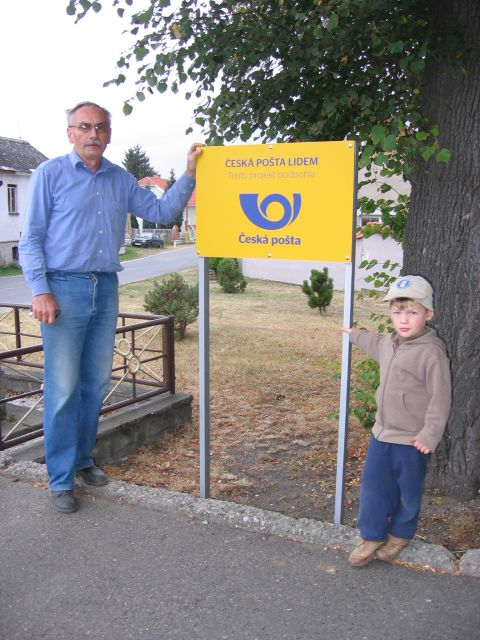 ČESKÁ POŠTA LIDEM
Tento projekt podpořila
Česká pošta